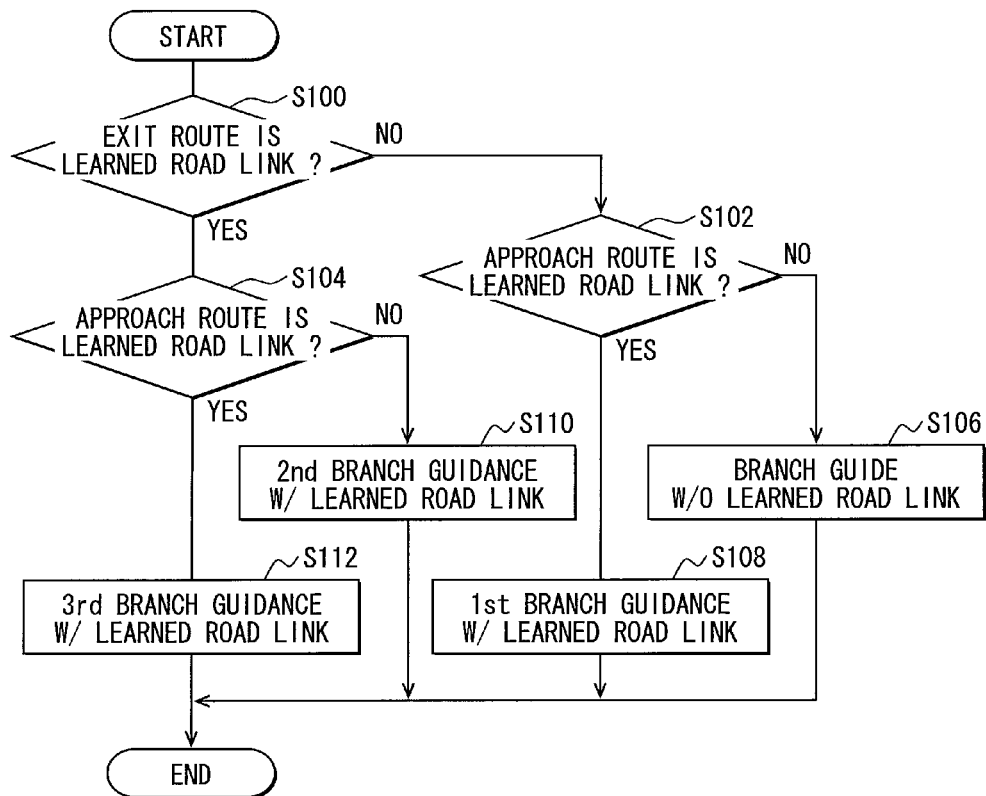 START
S100
EXIT ROUTE IS
LEARNED ROAD LINK ?
NO
YES
S102
APPROACH ROUTE IS
LEARNED ROAD LINK ?
NO
YES
S104
APPROACH ROUTE IS
LEARNED ROAD LINK ?
NO
YES
S110
2nd BRANCH GUIDANCE
W/ LEARNED ROAD LINK
S106
BRANCH GUIDE
W/O LEARNED ROAD LINK
S112
3rd BRANCH GUIDANCE
W/ LEARNED ROAD LINK
S108
1st BRANCH GUIDANCE
W/ LEARNED ROAD LINK
END